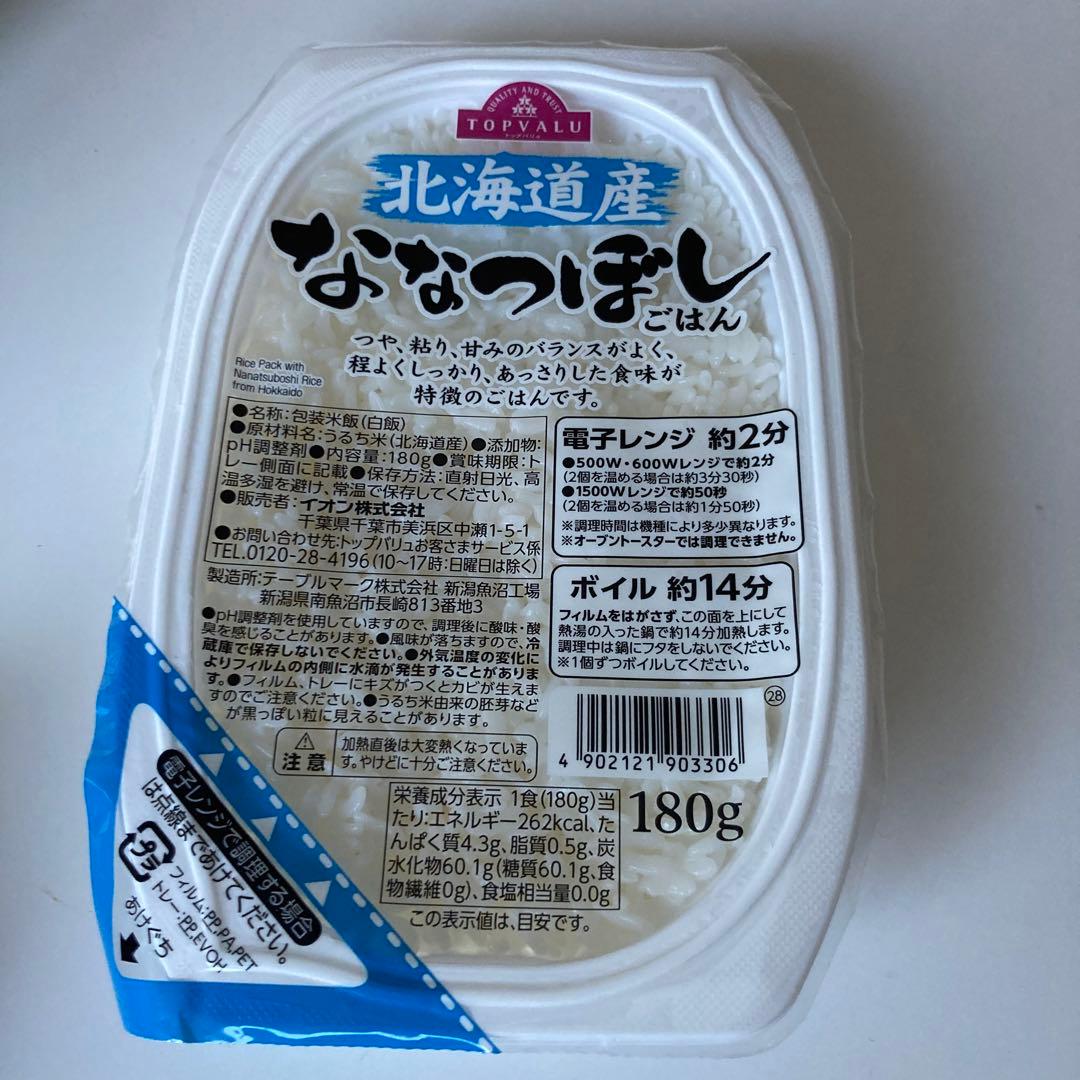 QUALITY AND TRUST
TOPVALU
トップバリュ
北海道産
ななつぼし
ごはん
つや、粘り、甘みのバランスがよく、
程よくしっかり、あっさりした食味が
特徴のごはんです。
Rice Pack with
Nanatsuboshi Rice
from Hokkaido
●名称:包装米飯(白飯)
●原材料名:うるち米(北海道産)●添加物:
pH調整剤●内容量:180g●賞味期限:ト
レー側面に記載●保存方法:直射日光、高
温多湿を避け、常温で保存してください。
●販売者:イオン株式会社
千葉県千葉市美浜区中瀬1-5-1
●お問い合わせ先:トップバリュお客さまサービス係
TEL.0120-28-4196(10〜17時:日曜日は除く)
製造所:テーブルマーク株式会社 新潟魚沼工場
新潟県南魚沼市長崎813番地3
●pH調整剤を使用していますので、調理後に酸味・酸
臭を感じることがあります。●風味が落ちますので、冷
蔵庫で保存しないでください。●外気温度の変化に
よりフィルムの内側に水滴が発生することがありま
す。●フィルム、トレーにキズがつくとカビが生えま
すのでご注意ください。●うるち米由来の胚芽など
が黒っぽい粒に見えることがあります。
注意
加熱直後は大変熱くなっていま
す。やけどに十分ご注意ください。
電子レンジ 約2分
●500W・600Wレンジで約2分
(2個を温める場合は約3分30秒)
●1500Wレンジで約50秒
(2個を温める場合は約1分50秒)
※調理時間は機種により多少異なります。
※オーブントースターでは調理できません。
ボイル 約14分
フィルムをはがさず、この面を上にして
熱湯の入った鍋で約14分加熱します。
調理中は鍋にフタをしないでください。
※1個ずつボイルしてください。
28
4 902121 903306
栄養成分表示 1食(180g)当
たり:エネルギー262kcal、た
んぱく質4.3g、脂質0.5g、炭
水化物60.1g(糖質60.1g、食
物繊維0g)、食塩相当量0.0g
この表示値は、目安です。
180g
電子レンジで調理する場合
は点線まであけてください。
プラ
フィルム:PP,PA,PET
トレー:PP,EVOH
あけぐち